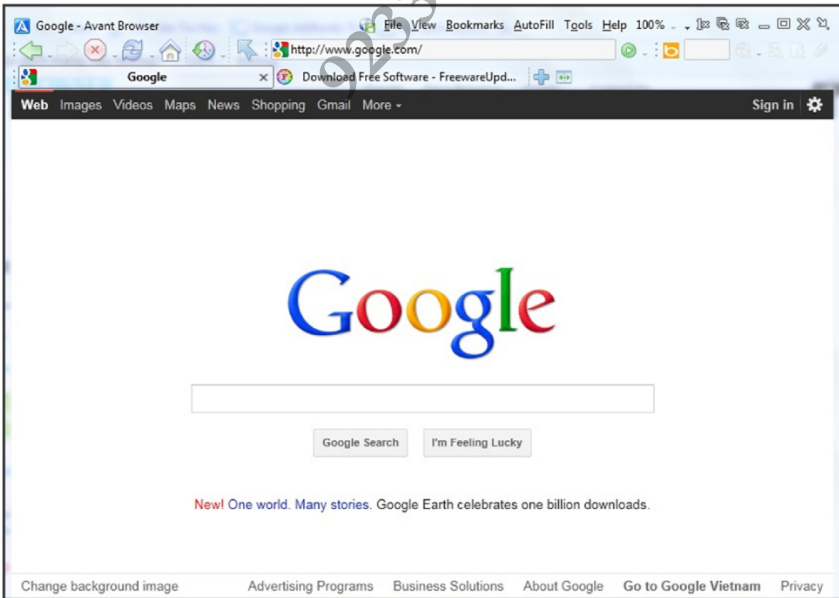 Google - Avant Browser File View Bookmarks AutoFill Tools Help 100%
http://www.google.com/
Google Download Free Software - FreewareUpd...
Web Images Videos Maps News Shopping Gmail More Sign in
Google
Google Search I'm Feeling Lucky
New! One world. Many stories. Google Earth celebrates one billion downloads.
Change background image Advertising Programs Business Solutions About Google Go to Google Vietnam Privacy